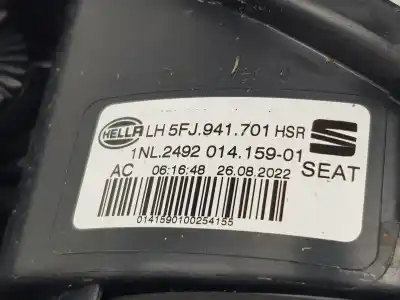 HELLA LH 5FJ.941.701 HSR
1NL.2492 014.159-01 SEAT
AC 06:16:48 26.08.2022
0141590100254155